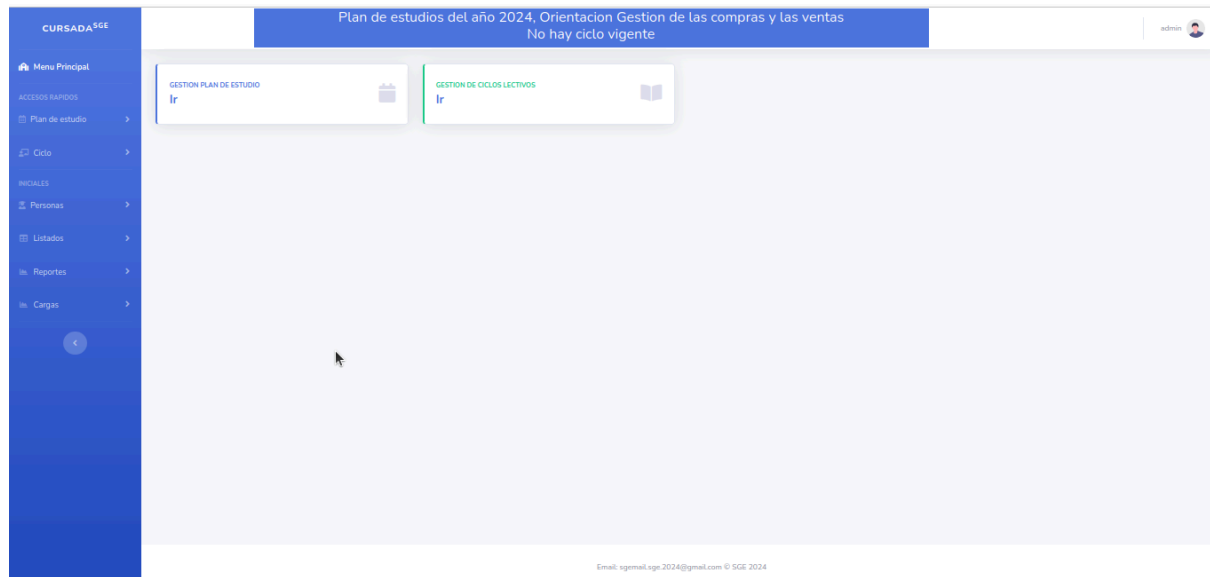 CURSADA SGE
Plan de estudios del año 2024, Orientacion Gestion de las compras y las ventas
No hay ciclo vigente
admin
Menu Principal
ACCESOS RAPIDOS
Plan de estudio
Ciclo
INICIALES
Personas
Listados
Reportes
Cargas
GESTION PLAN DE ESTUDIO
Ir
GESTION DE CICLOS LECTIVOS
Ir
Email: sgemail.sge.2024@gmail.com © SGE 2024